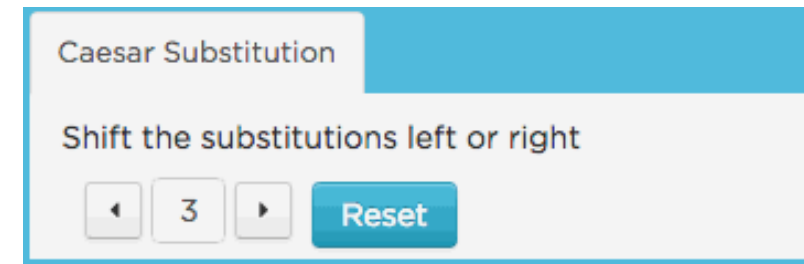 Caesar Substitution
Shift the substitutions left or right
3 Reset